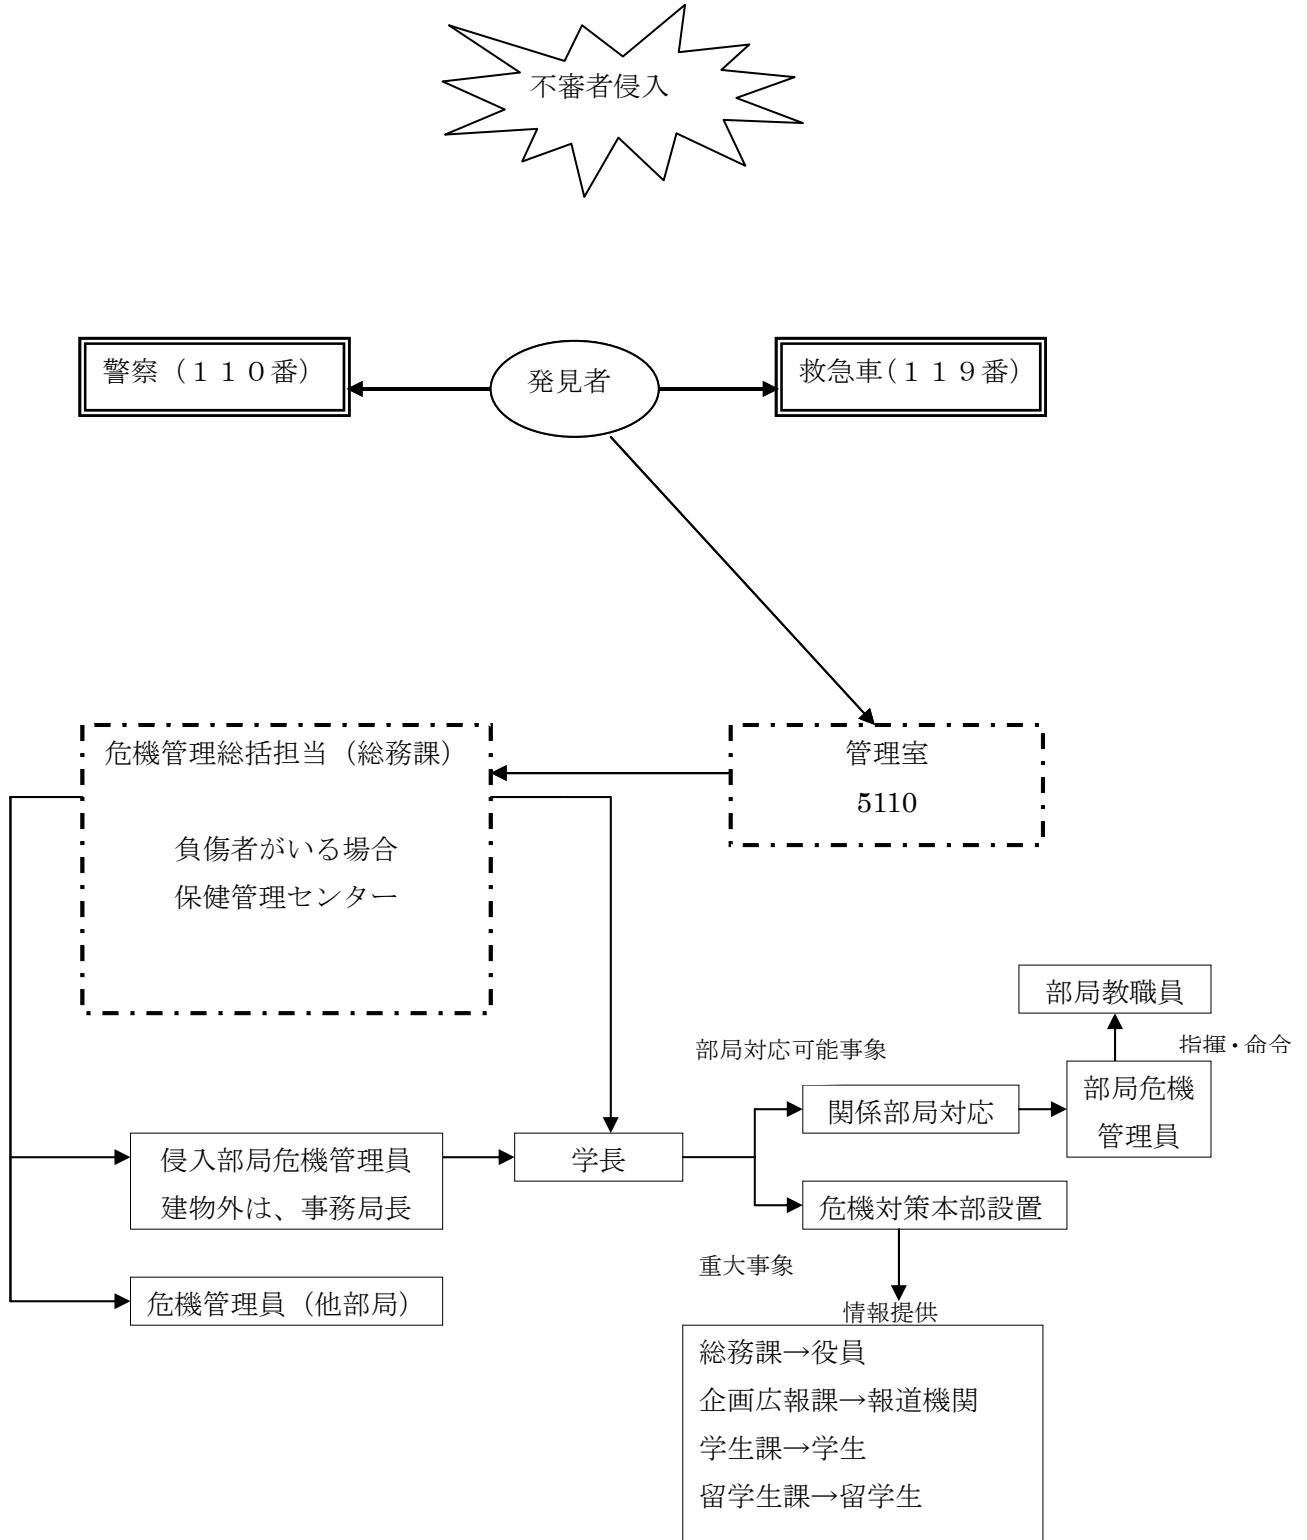 不審者侵入
警察（１１０番）
発見者
救急車（１１９番）
危機管理総括担当（総務課）
負傷者がいる場合
保健管理センター
管理室
5110
部局教職員
指揮・命令
部局対応可能事象
関係部局対応
部局危機
管理員
侵入部局危機管理員
建物外は、事務局長
学長
危機対策本部設置
重大事象
危機管理員（他部局）
情報提供
総務課→役員
企画広報課→報道機関
学生課→学生
留学生課→留学生